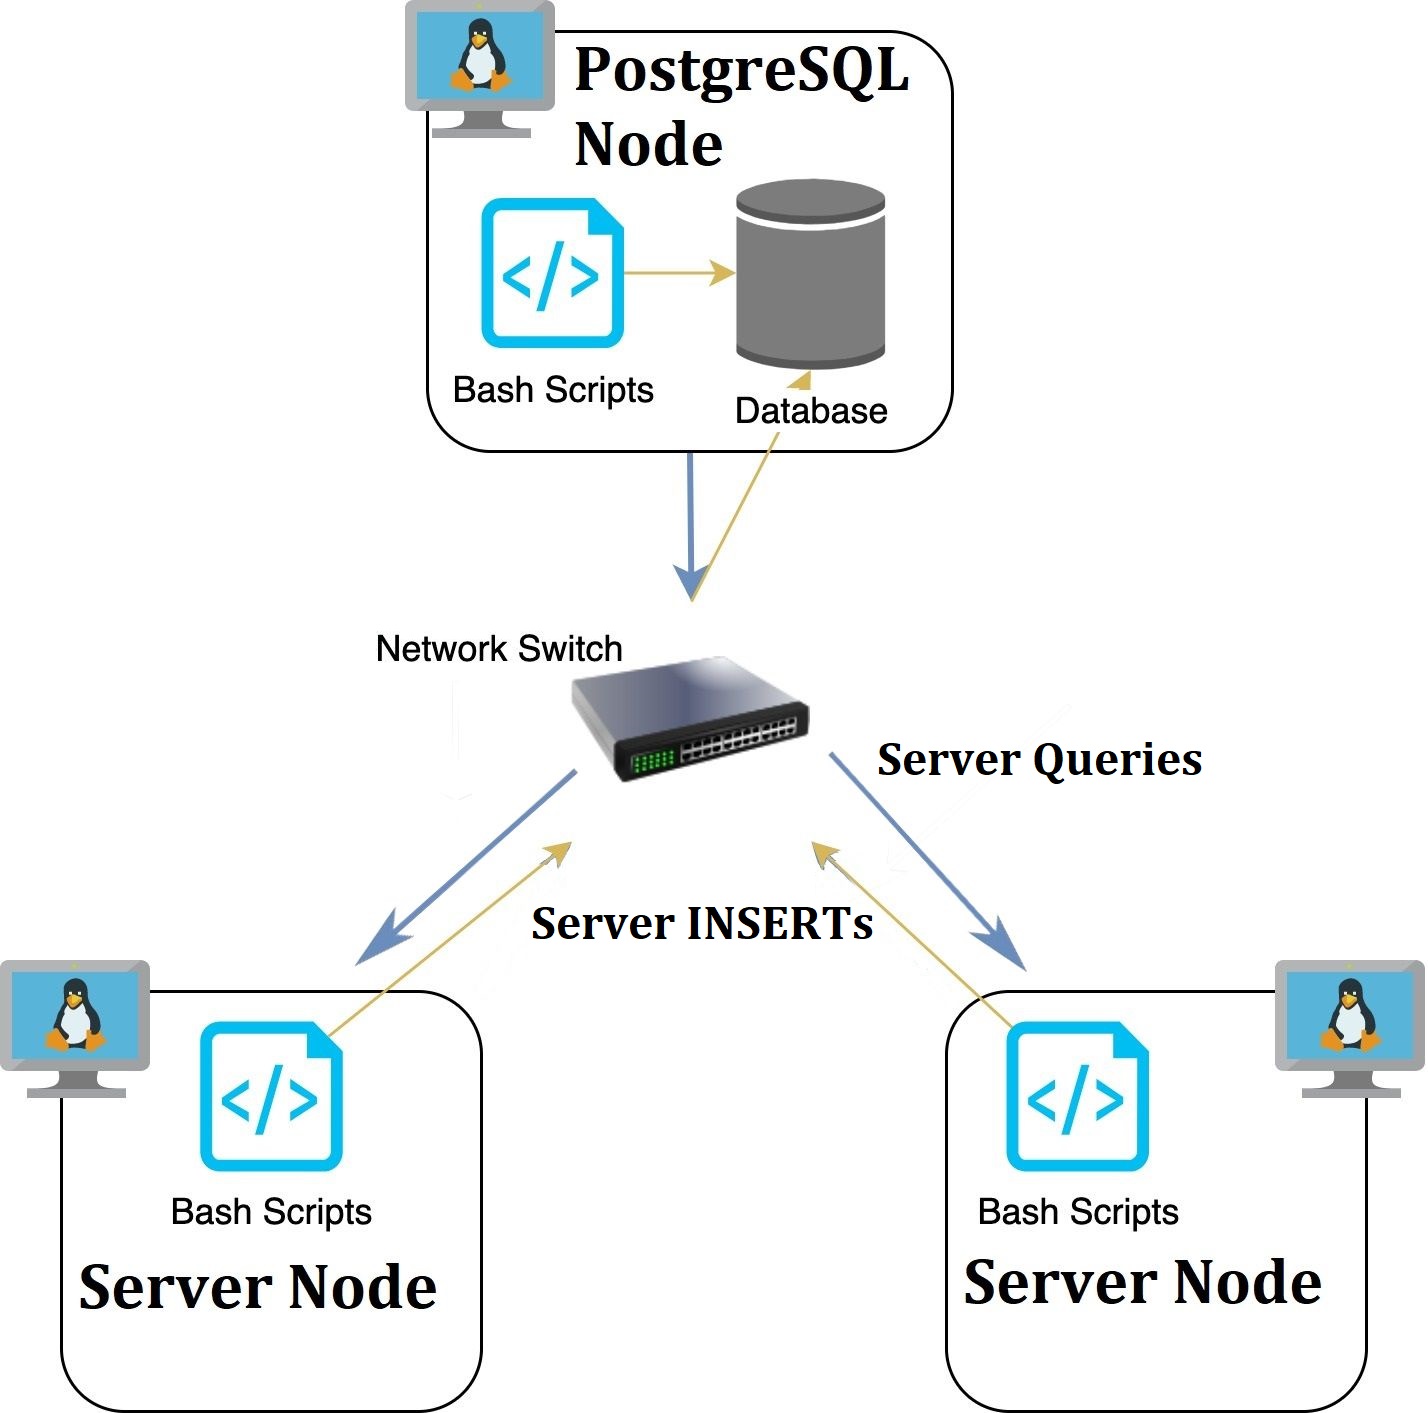 PostgreSQL
Node
</>
Bash Scripts
Database
Network Switch
Server Queries
Server INSERTs
</>
Bash Scripts
Server Node
</>
Bash Scripts
Server Node